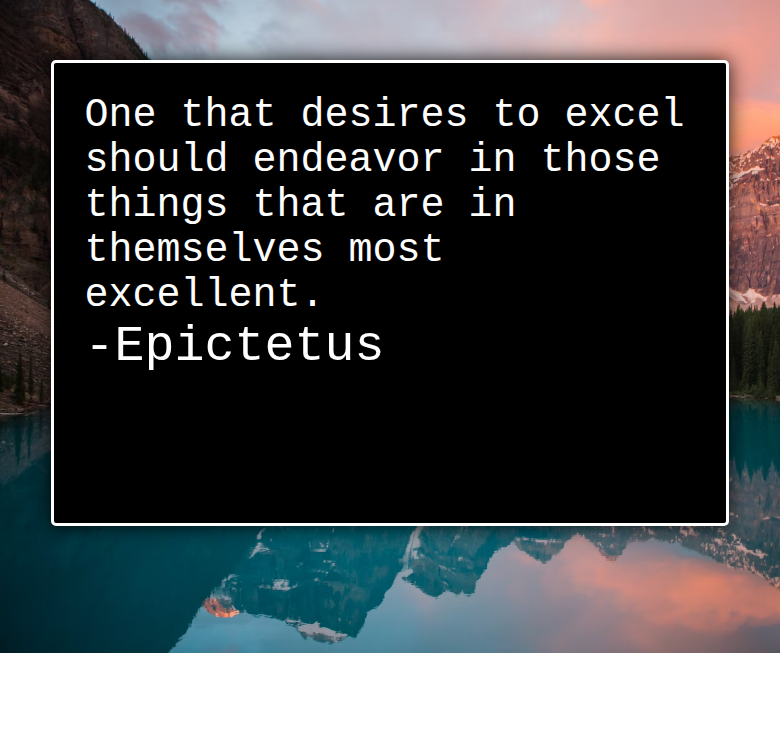 One that desires to excel
should endeavor in those
things that are in
themselves most
excellent.
-Epictetus